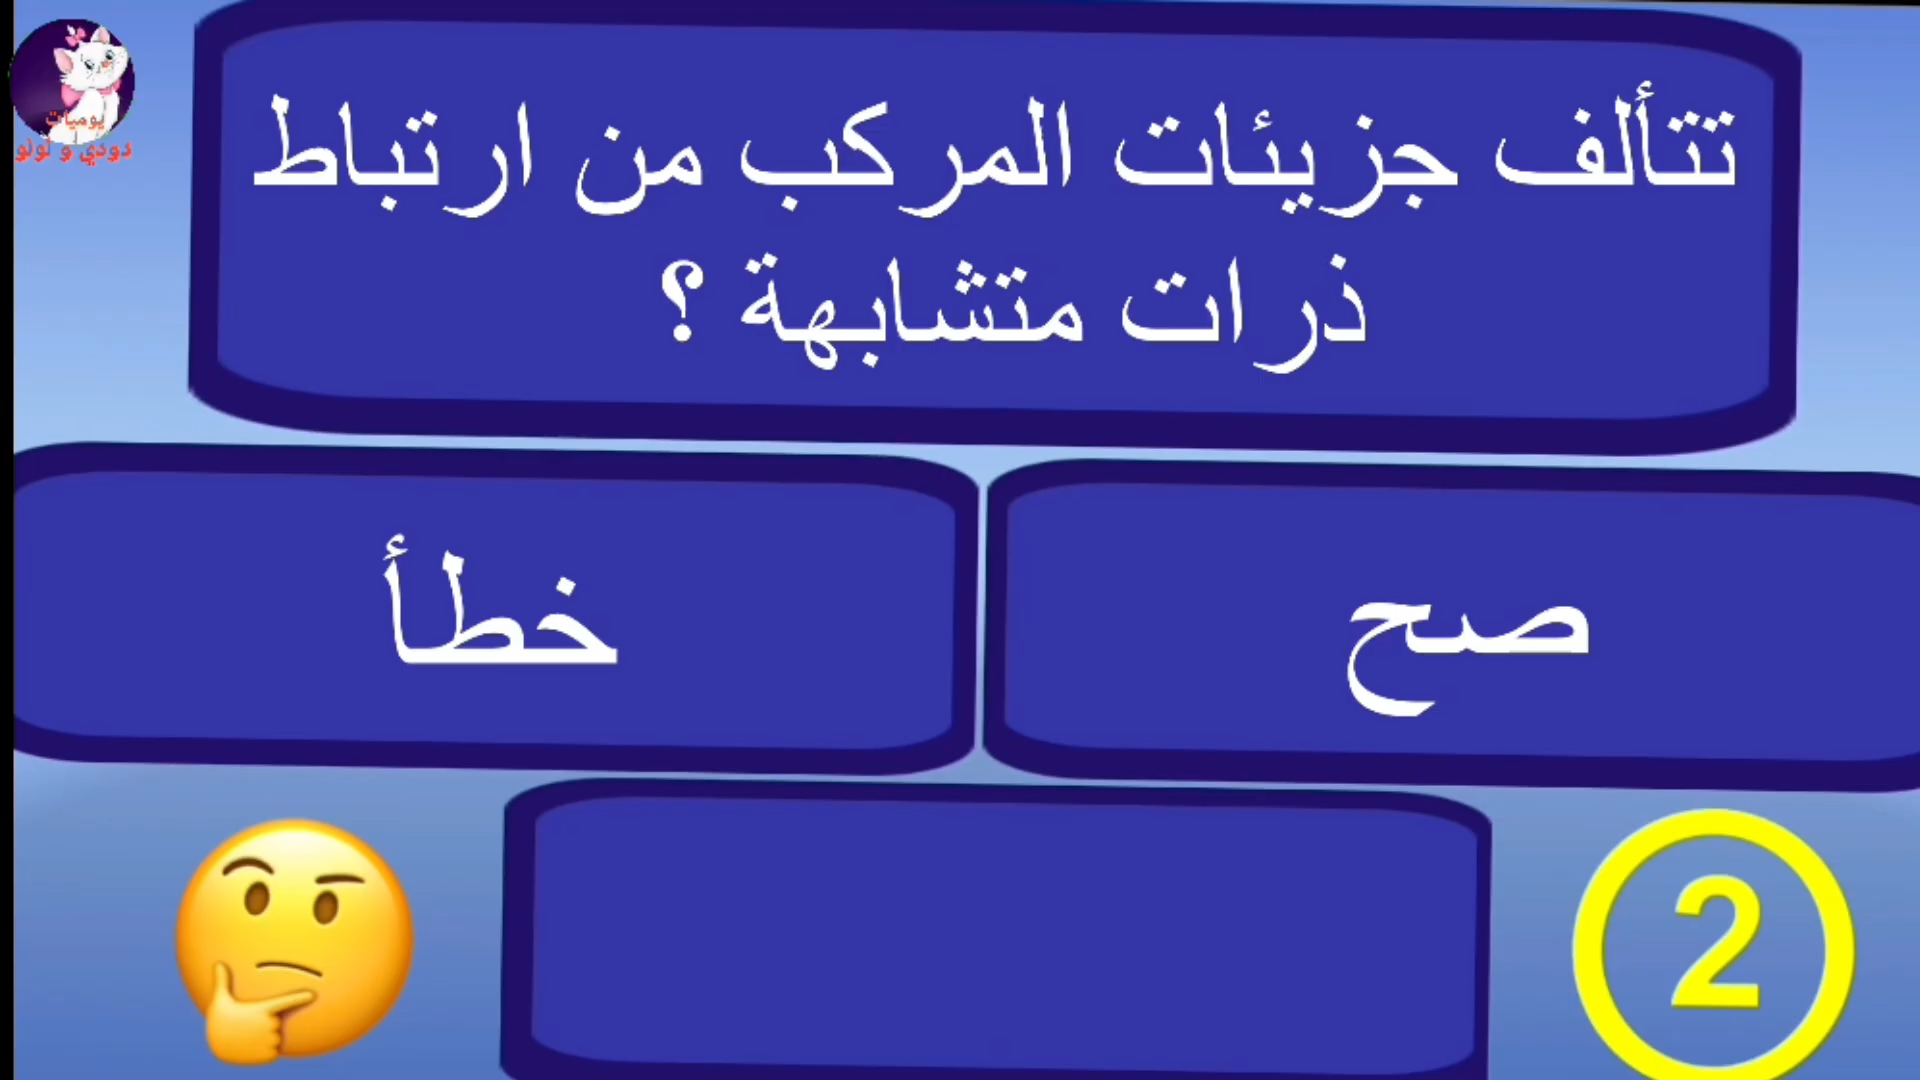 يوميات
دودي و لولو
تتألف جزيئات المركب من ارتباط
ذرات متشابهة ؟
صح
خطأ
2